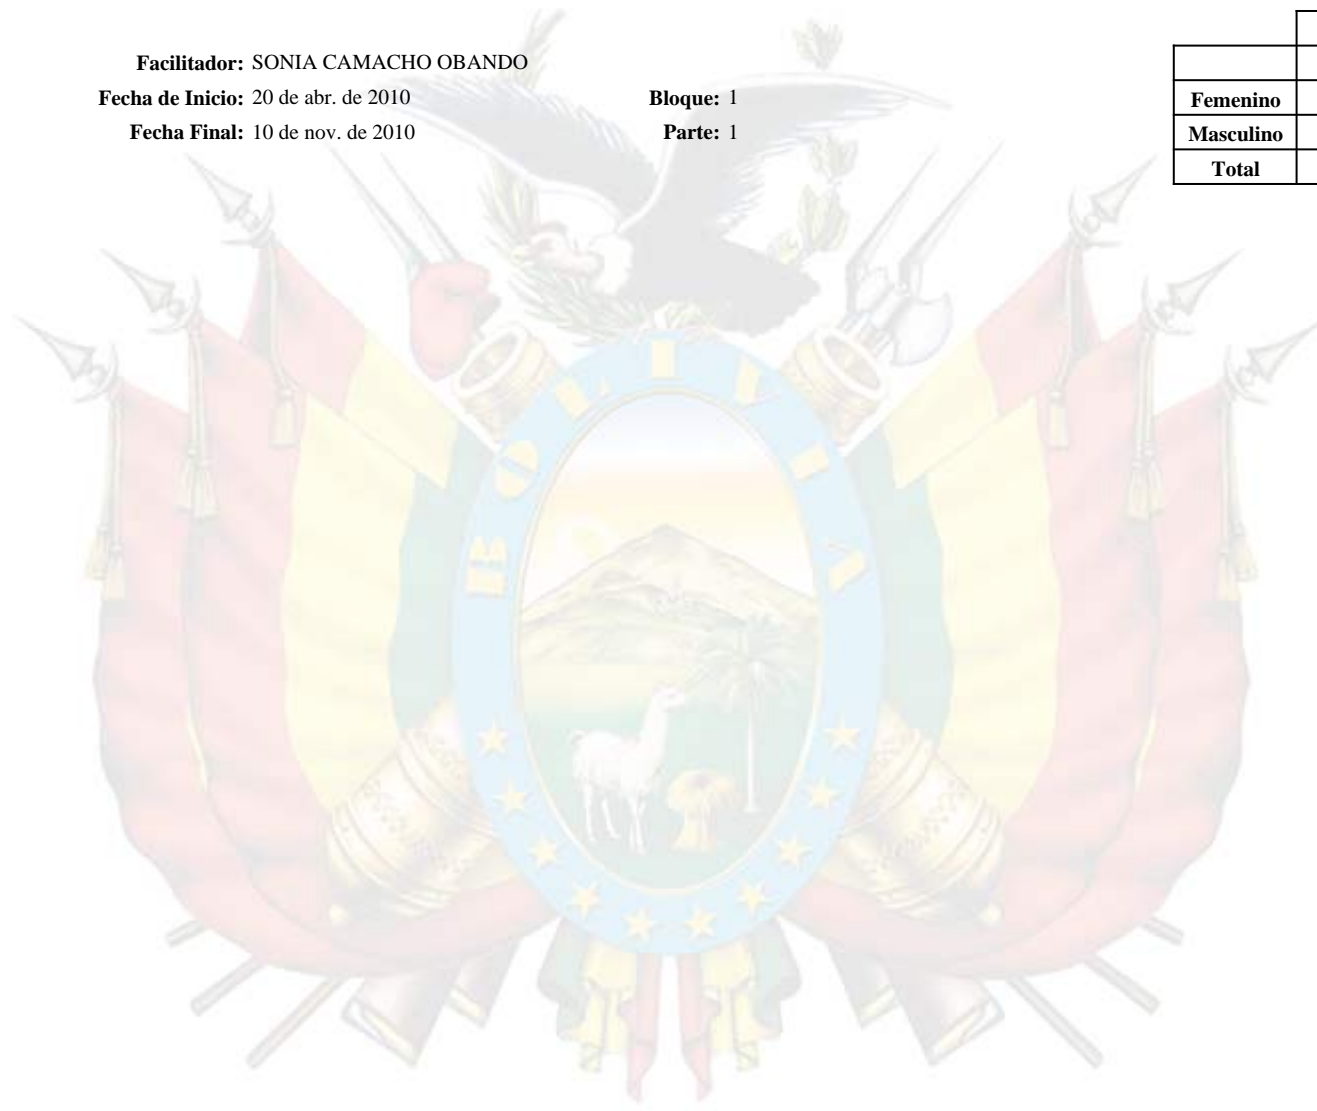 Facilitador: SONIA CAMACHO OBANDO
Fecha de Inicio: 20 de abr. de 2010 Bloque: 1
Fecha Final: 10 de nov. de 2010 Parte: 1
Femenino
Masculino
Total
BOLIVIA